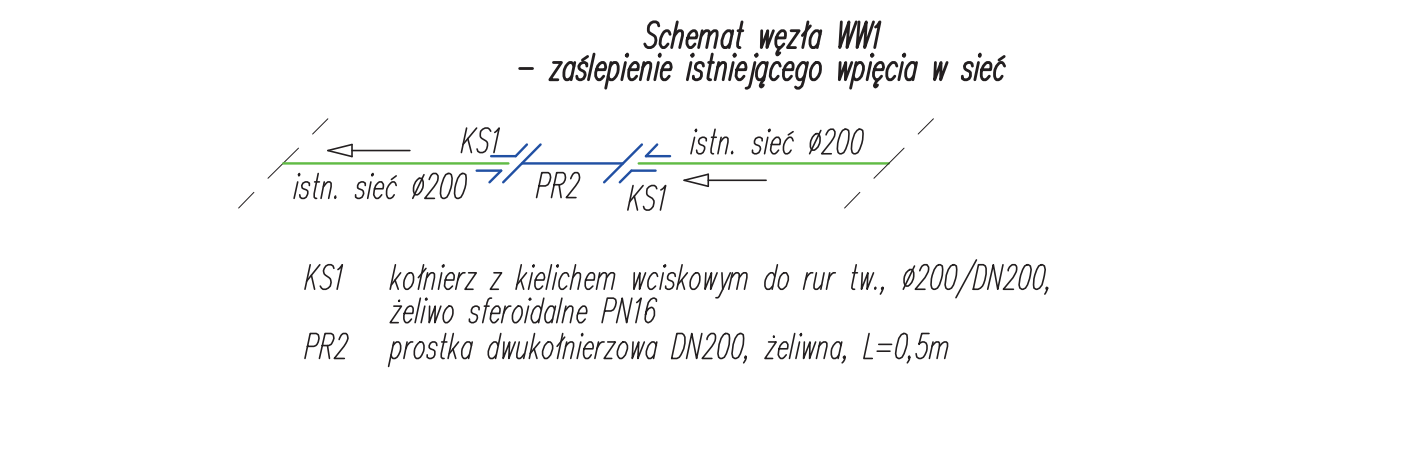 Schemat węzła WW1
- zaślepienie istniejącego wpięcia w sieć
KS1
istn. sieć Ø200
istn. sieć Ø200
PR2
KS1
KS1 kołnierz z kielichem wciskowym do rur tw., Ø200/DN200,
żeliwo sferoidalne PN16
PR2 prostka dwukołnierzowa DN200, żeliwna, L=0,5m